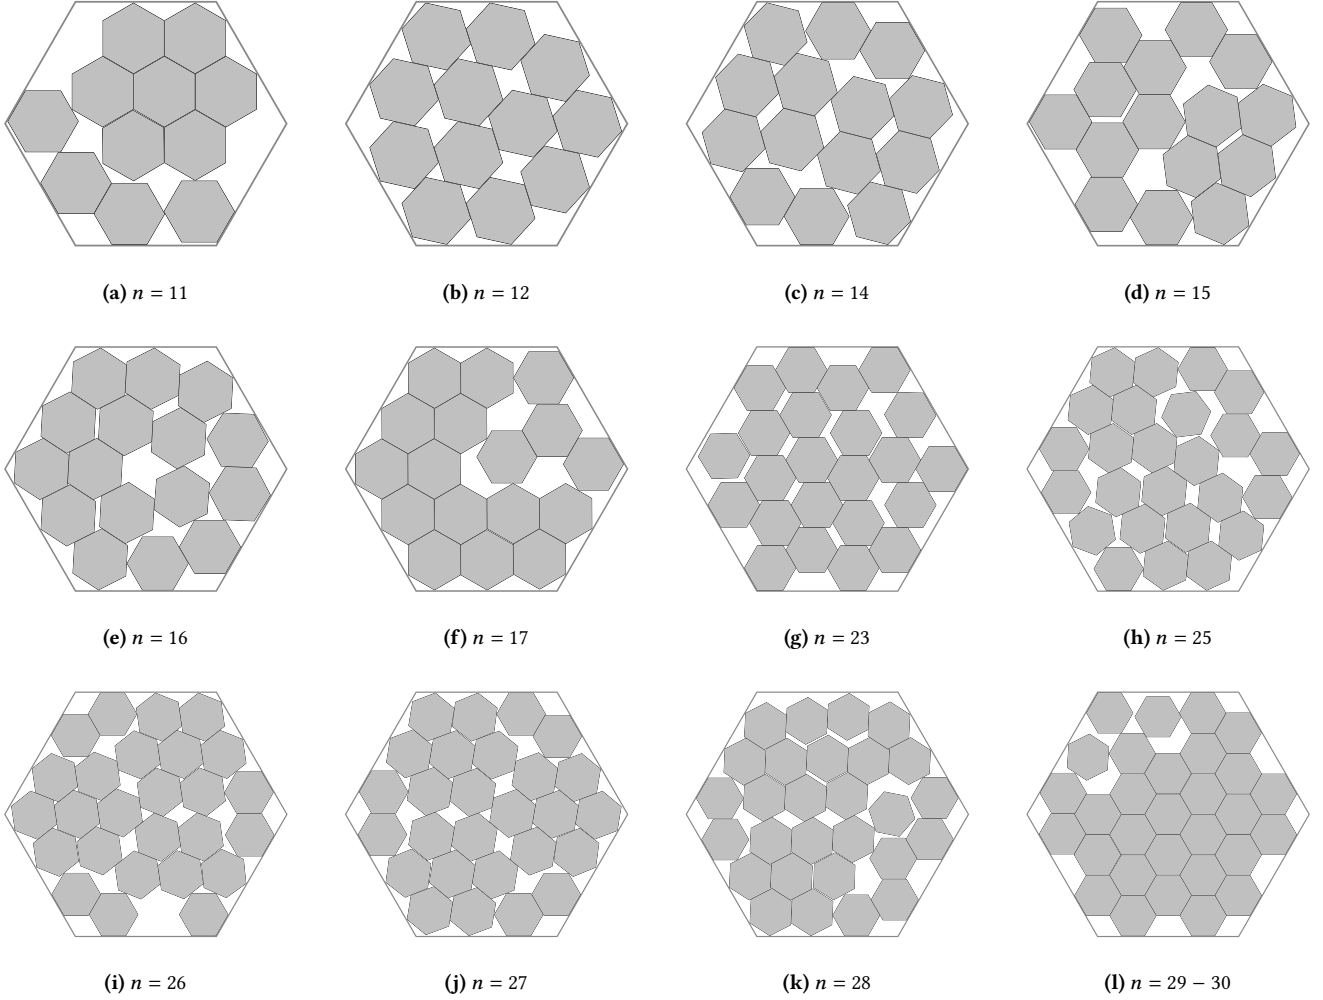 (a) n = 11
(b) n = 12
(c) n = 14
(d) n = 15
(e) n = 16
(f) n = 17
(g) n = 23
(h) n = 25
(i) n = 26
(j) n = 27
(k) n = 28
(l) n = 29 − 30